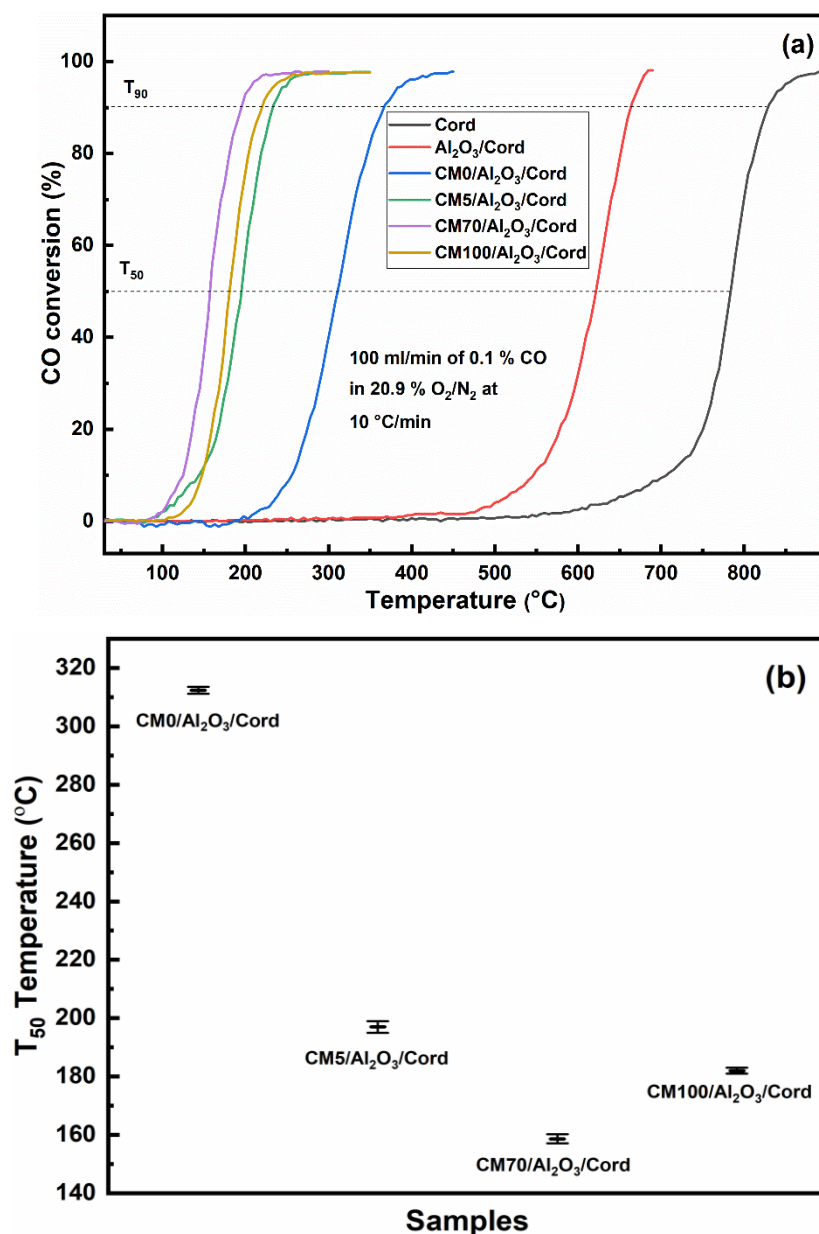 (a)
100
T₉₀
80
60
T₅₀
40
20
0
CO conversion (%)
Cord
Al₂O₃/Cord
CM0/Al₂O₃/Cord
CM5/Al₂O₃/Cord
CM70/Al₂O₃/Cord
CM100/Al₂O₃/Cord
100 ml/min of 0.1 % CO
in 20.9 % O₂/N₂ at
10 °C/min
100 200 300 400 500 600 700 800
Temperature (°C)
(b)
320
300
280
260
240
220
200
180
160
140
T₅₀ Temperature (°C)
CM0/Al₂O₃/Cord
CM5/Al₂O₃/Cord
CM100/Al₂O₃/Cord
CM70/Al₂O₃/Cord
Samples